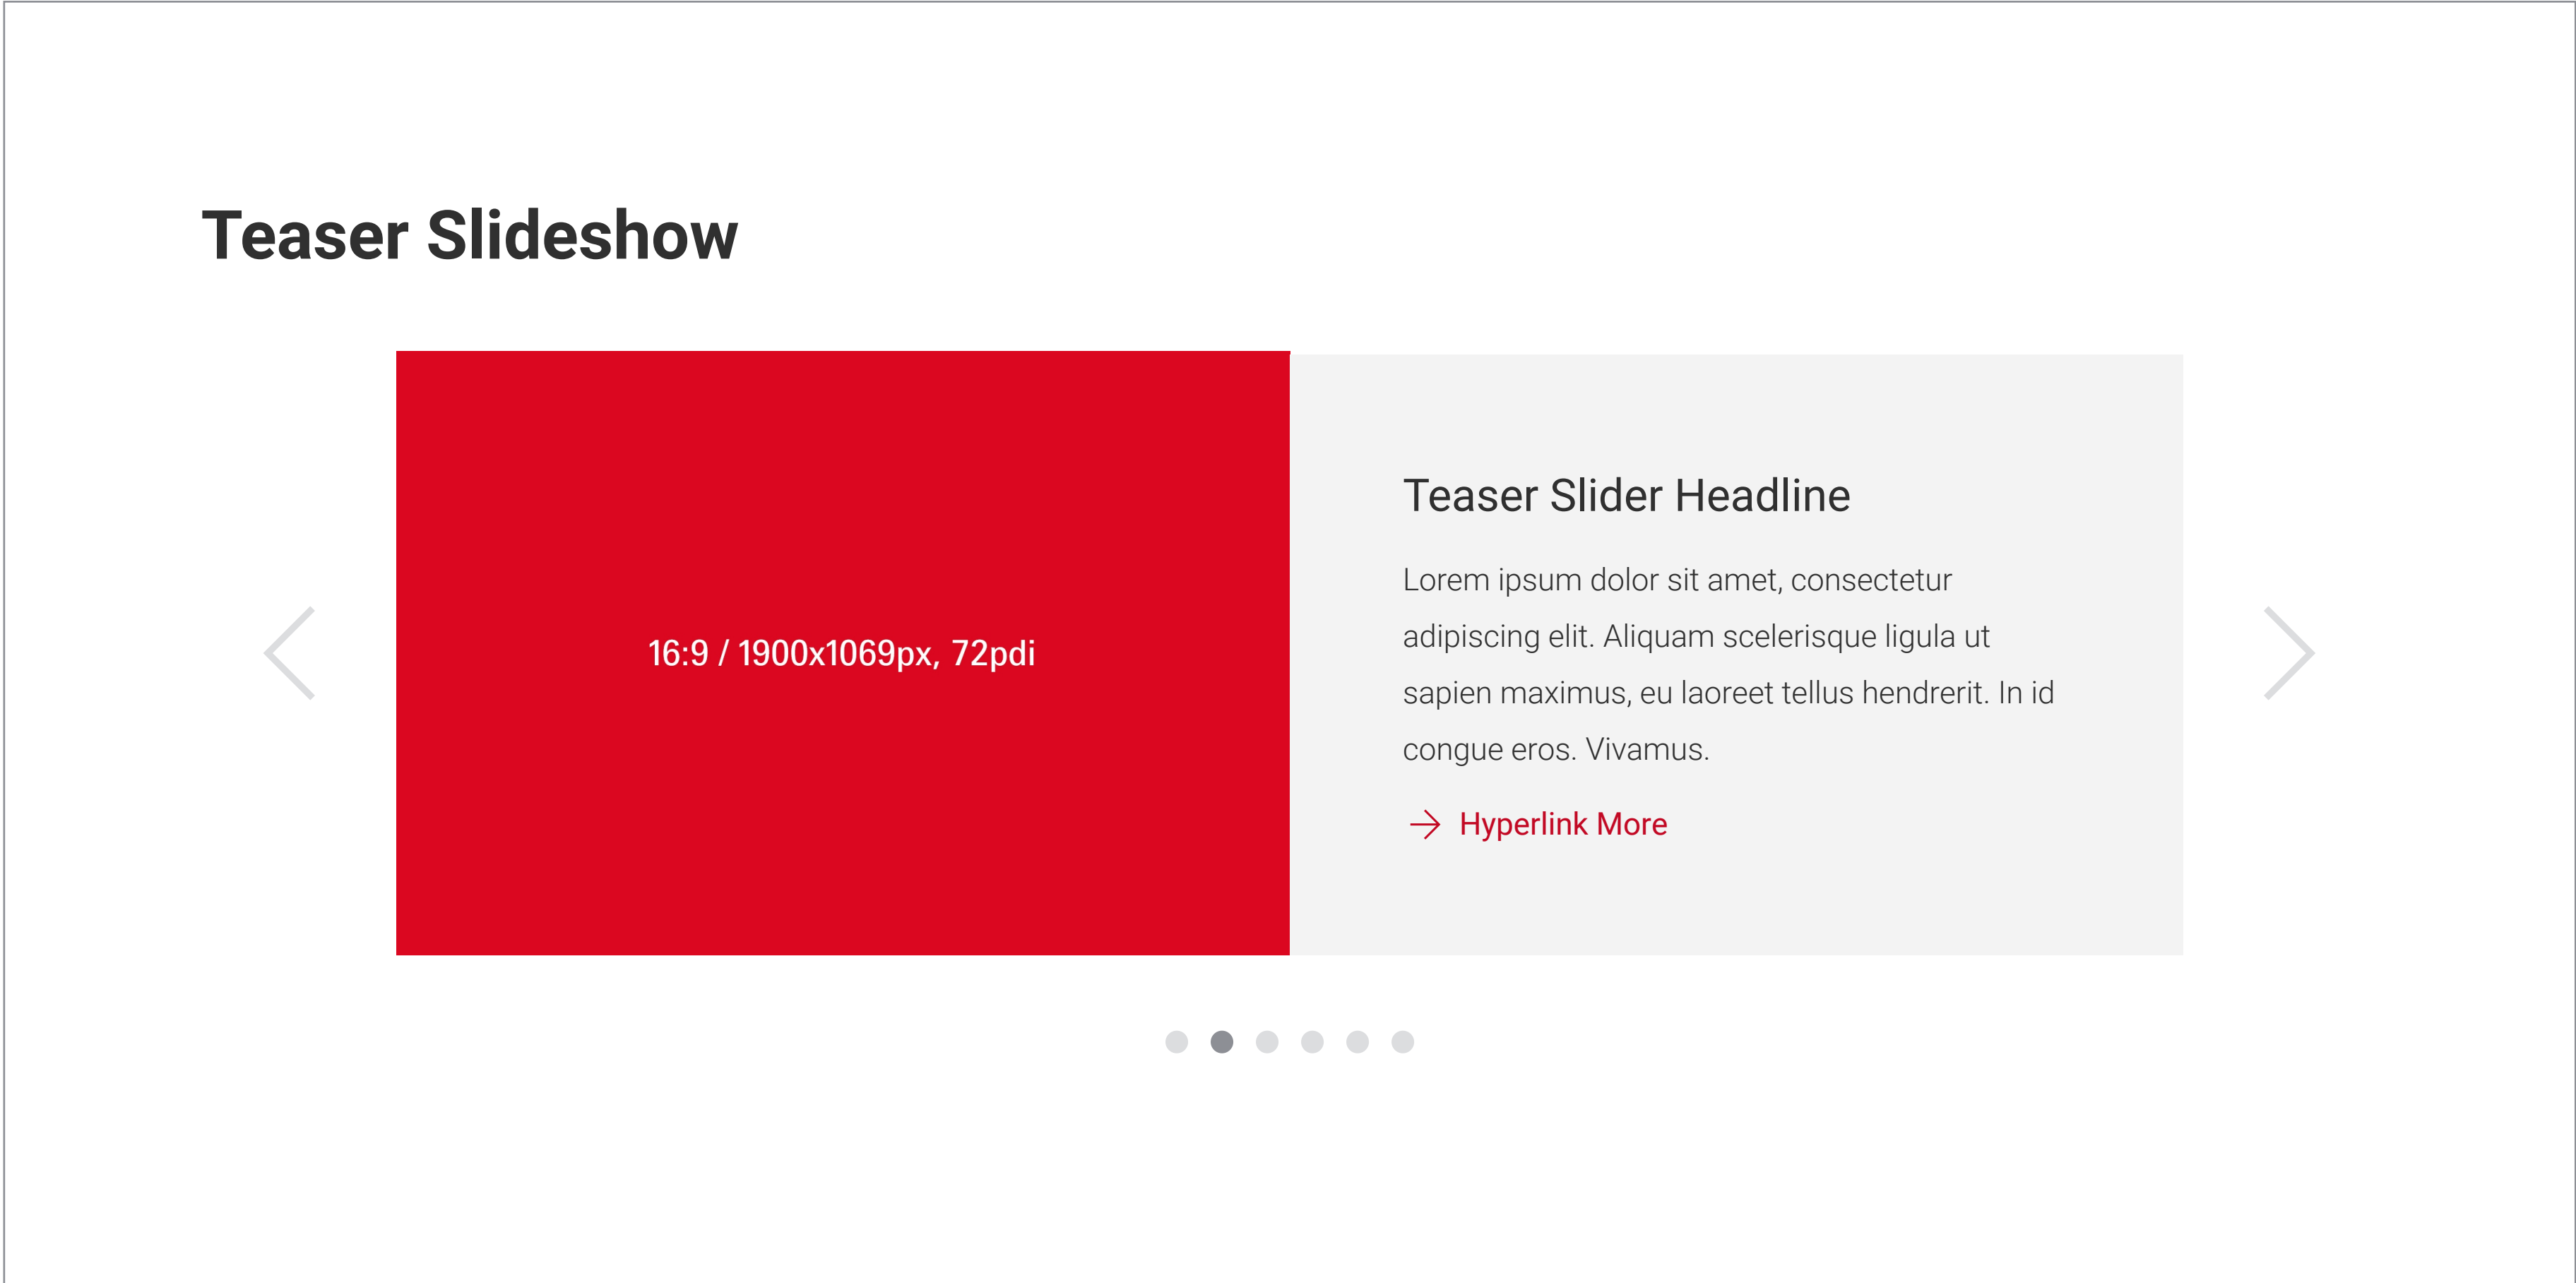 Teaser Slideshow
16:9 / 1900x1069px, 72pdi
Teaser Slider Headline
Lorem ipsum dolor sit amet, consectetur
adipiscing elit. Aliquam scelerisque ligula ut
sapien maximus, eu laoreet tellus hendrerit. In id
congue eros. Vivamus.
Hyperlink More